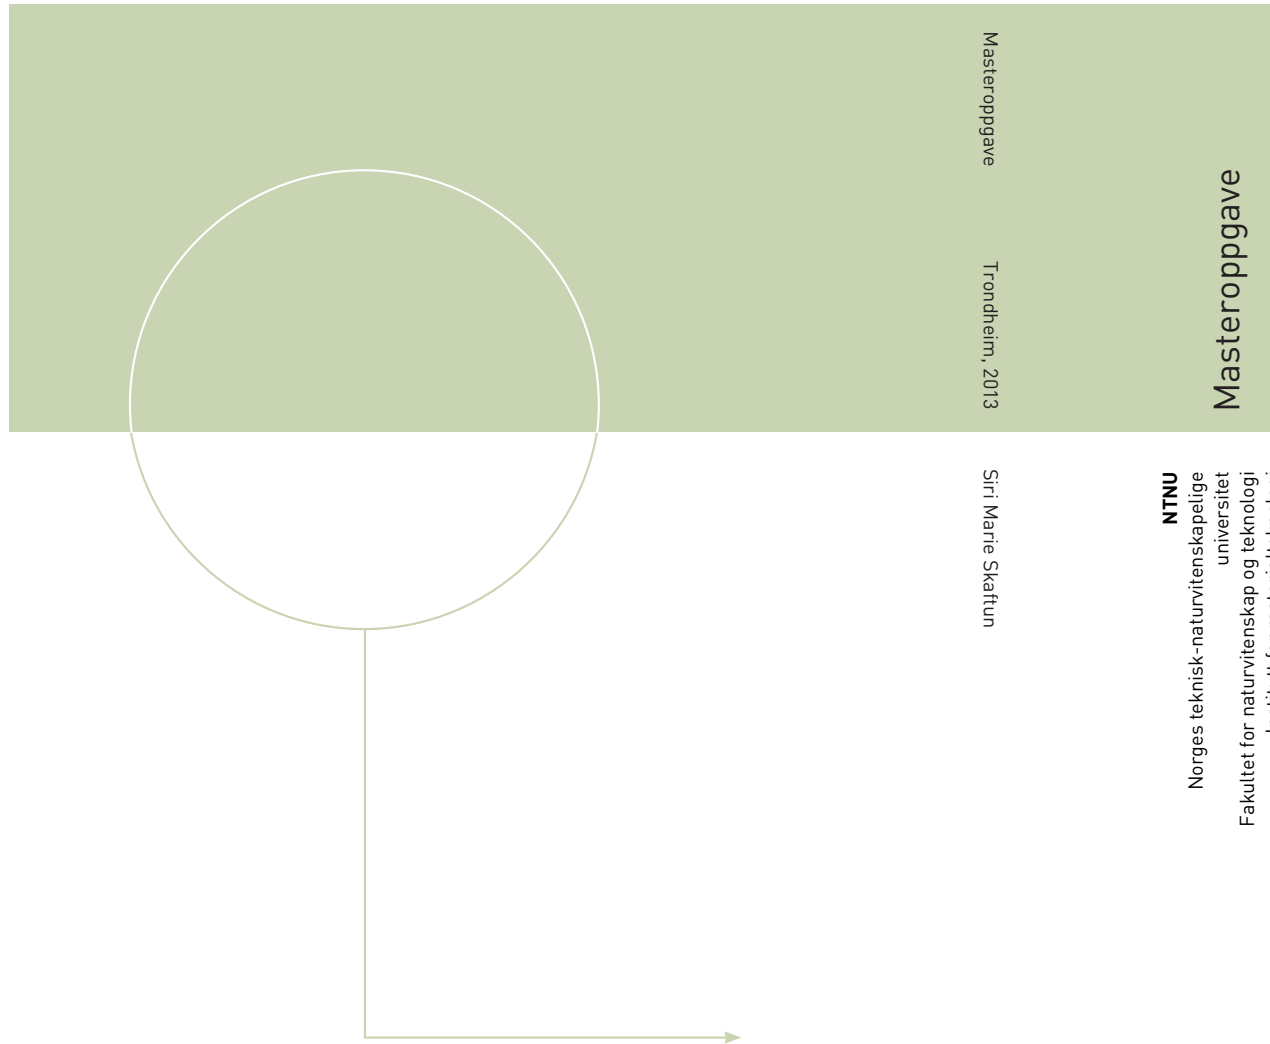 Masteroppgave
Trondheim, 2013
Siri Marie Skaftun
Masteroppgave
NTNU
Norges teknisk-naturvitenskapelige
universitet
Fakultet for naturvitenskap og teknologi